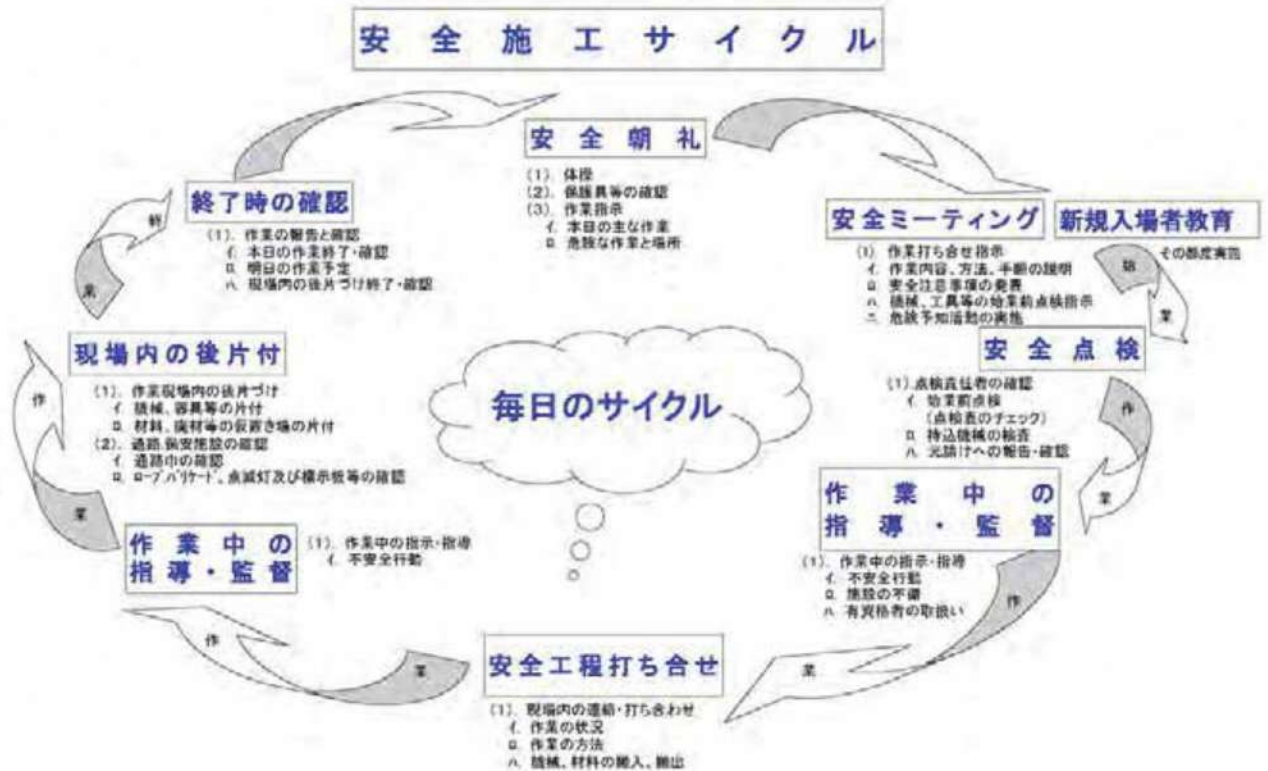 安全施工サイクル
安全朝礼
(1). 体操
(2). 保護具等の確認
(3). 作業指示
イ. 本日の主な作業
ロ. 危険な作業と場所
安全ミーティング
(1). 作業打ち合せ指示
イ. 作業内容、方法、手順の説明
ロ. 安全注意事項の発表
ハ. 機械、工具等の始業前点検指示
ニ. 危険予知活動の実施
新規入場者教育
その都度実施
始
業
安全点検
(1).点検責任者の確認
イ. 始業前点検
(点検表のチェック)
ロ. 持込機械の検査
ハ. 元請けへの報告・確認
作
業
作業中の
指導・監督
(1). 作業中の指示・指導
イ. 不安全行動
ロ. 施設の不備
ハ. 有資格者の取扱い
作
業
安全工程打ち合せ
(1). 現場内の連絡・打ち合わせ
イ. 作業の状況
ロ. 作業の方法
ハ. 機械、材料の搬入、搬出
業
作
作業中の
指導・監督
(1). 作業中の指示・指導
イ. 不安全行動
業
作
現場内の後片付
(1). 作業現場内の後片づけ
イ. 機械、器具等の片付
ロ. 材料、廃材等の仮置き場の片付
(2). 通路、保安施設の確認
イ. 通路巾の確認
ロ. ロープ、バリケード、点滅灯及び標示板等の確認
業
終
終了時の確認
(1). 作業の報告と確認
イ. 本日の作業終了・確認
ロ. 明日の作業予定
ハ. 現場内の後片づけ終了・確認
毎日のサイクル